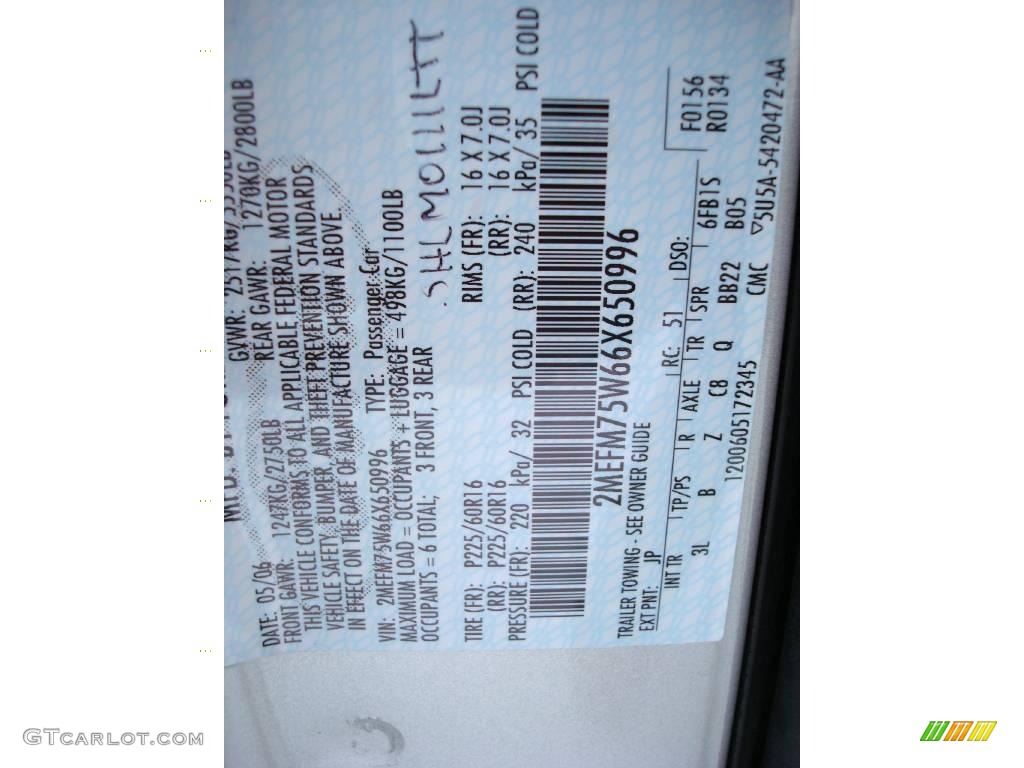 DATE: 05/06
FRONT GAWR: 1247KG/2750LB
REAR GAWR: 1270KG/2800LB
THIS VEHICLE CONFORMS TO ALL APPLICABLE FEDERAL MOTOR
VEHICLE SAFETY, BUMPER, AND THEFT PREVENTION STANDARDS
IN EFFECT ON THE DATE OF MANUFACTURE SHOWN ABOVE.
VIN: 2MEFM75W66X650996 TYPE: Passenger Car
MAXIMUM LOAD = OCCUPANTS + LUGGAGE = 498KG/1100LB
OCCUPANTS = 6 TOTAL; 3 FRONT, 3 REAR
TIRE (FR): P225/60R16 RIMS (FR): 16 X 7.0J
(RR): P225/60R16 (RR): 16 X 7.0J
PRESSURE (FR): 220 kPa/ 32 PSI COLD (RR): 240 kPa/ 35 PSI COLD
2MEFM75W66X650996
TRAILER TOWING - SEE OWNER GUIDE
EXT PNT: JP RC: 51 DSO: F0156
R0134
INT TR TP/PS R AXLE TR SPR
3L B Z C8 Q BB22 6FB1S
B05
120060517 2345 CMC ▽5U5A-5420472-AA
GTCARLOT.COM